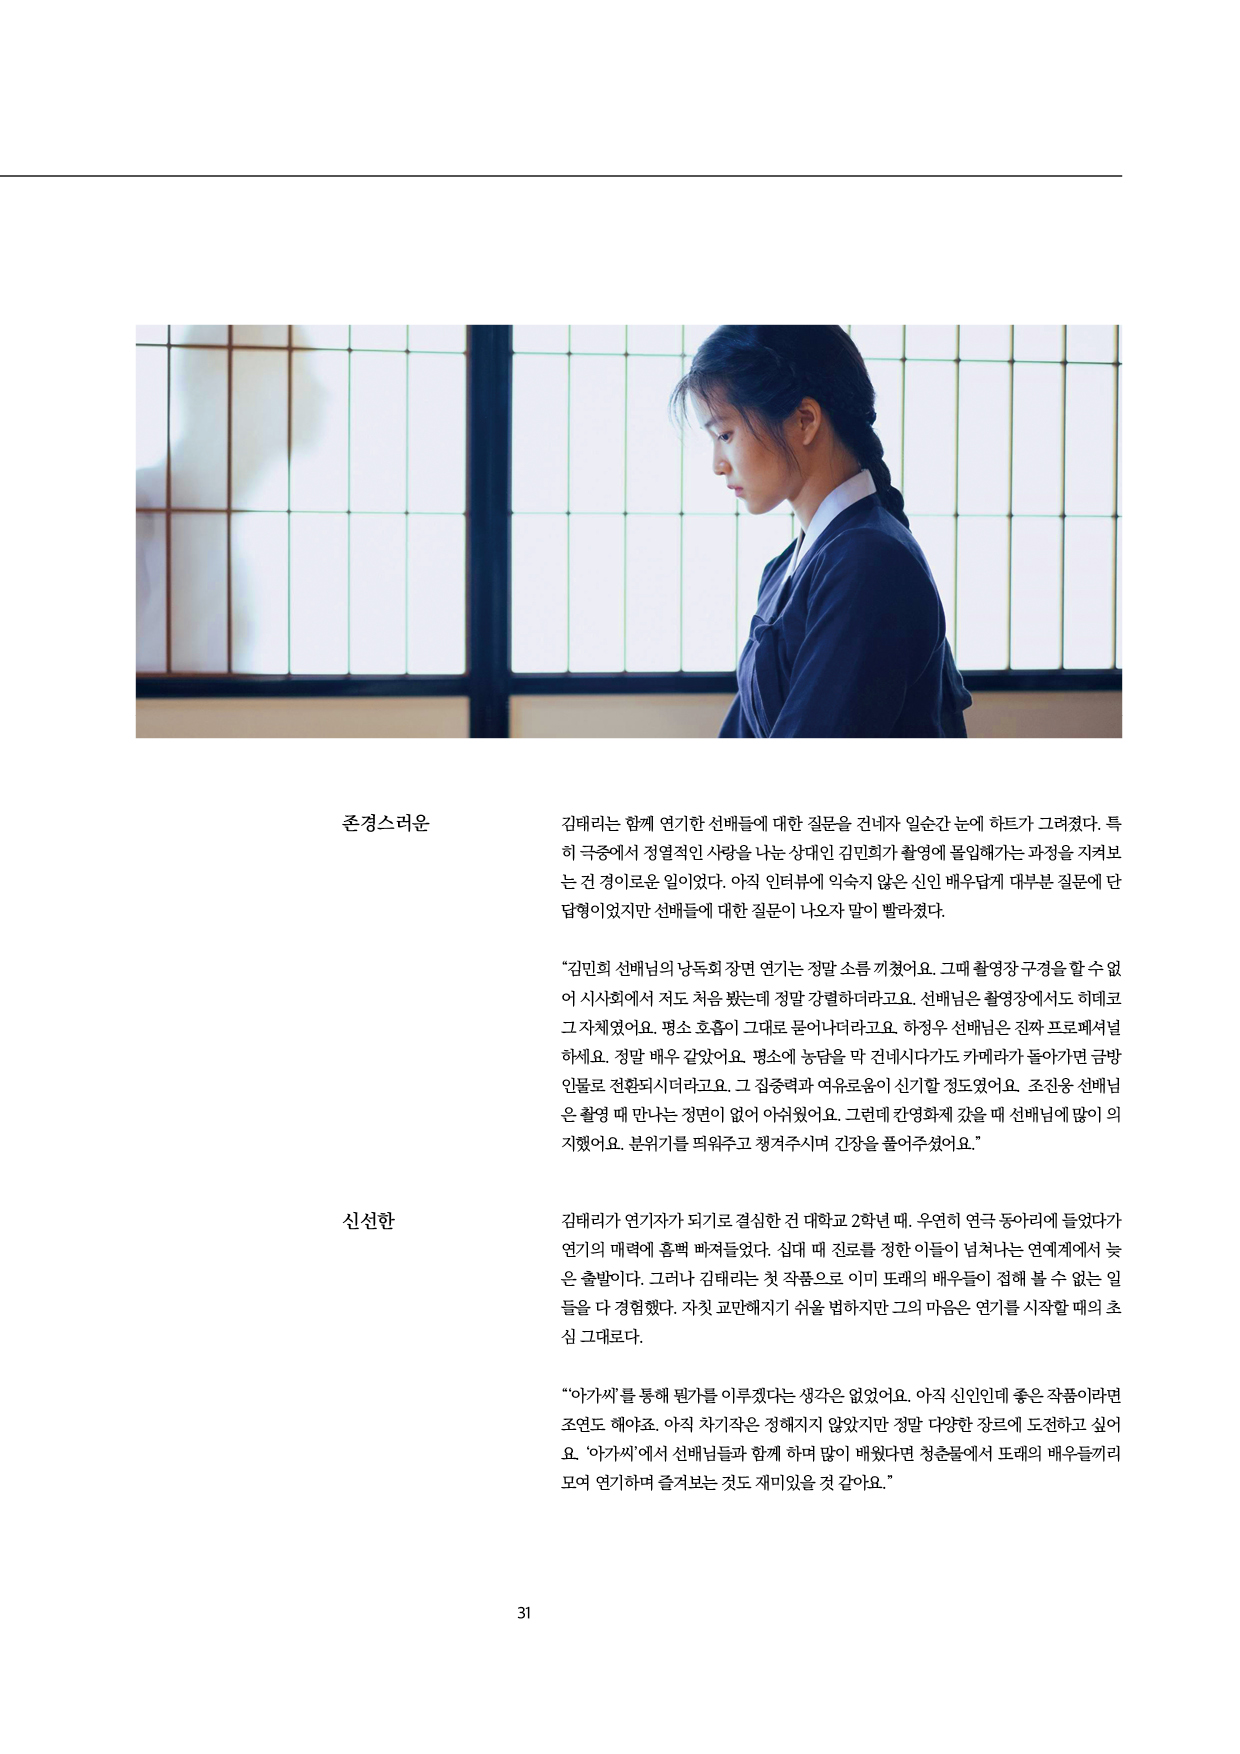 존경스러운
김태리는 함께 연기한 선배들에 대한 질문을 건네자 일순간 눈에 하트가 그려졌다. 특
히 극중에서 정열적인 사랑을 나눈 상대인 김민희가 촬영에 몰입해가는 과정을 지켜보
는 건 경이로운 일이었다. 아직 인터뷰에 익숙지 않은 신인 배우답게 대부분 질문에 단
답형이었지만 선배들에 대한 질문이 나오자 말이 빨라졌다.
“김민희 선배님의 낭독회 장면 연기는 정말 소름 끼쳤어요. 그때 촬영장 구경을 할 수 없
어 시사회에서 저도 처음 봤는데 정말 강렬하더라고요. 선배님은 촬영장에서도 히데코
그 자체였어요. 평소 호흡이 그대로 묻어나더라고요. 하정우 선배님은 진짜 프로페셔널
하세요. 정말 배우 같았어요. 평소에 농담을 막 건네시다가도 카메라가 돌아가면 금방
인물로 전환되시더라고요. 그 집중력과 여유로움이 신기할 정도였어요. 조진웅 선배님
은 촬영 때 만나는 정면이 없어 아쉬웠어요. 그런데 칸영화제 갔을 때 선배님에 많이 의
지했어요. 분위기를 띄워주고 챙겨주시며 긴장을 풀어주셨어요.”
신선한
김태리가 연기자가 되기로 결심한 건 대학교 2학년 때. 우연히 연극 동아리에 들었다가
연기의 매력에 흠뻑 빠져들었다. 십대 때 진로를 정한 이들이 넘쳐나는 연예계에서 늦
은 출발이다. 그러나 김태리는 첫 작품으로 이미 또래의 배우들이 접해 볼 수 없는 일
들을 다 경험했다. 자칫 교만해지기 쉬울 법하지만 그의 마음은 연기를 시작할 때의 초
심 그대로다.
“‘아가씨’를 통해 뭔가를 이루겠다는 생각은 없었어요. 아직 신인인데 좋은 작품이라면
조연도 해야죠. 아직 차기작은 정해지지 않았지만 정말 다양한 장르에 도전하고 싶어
요. ‘아가씨’에서 선배님들과 함께 하며 많이 배웠다면 청춘물에서 또래의 배우들끼리
모여 연기하며 즐겨보는 것도 재미있을 것 같아요.”
31